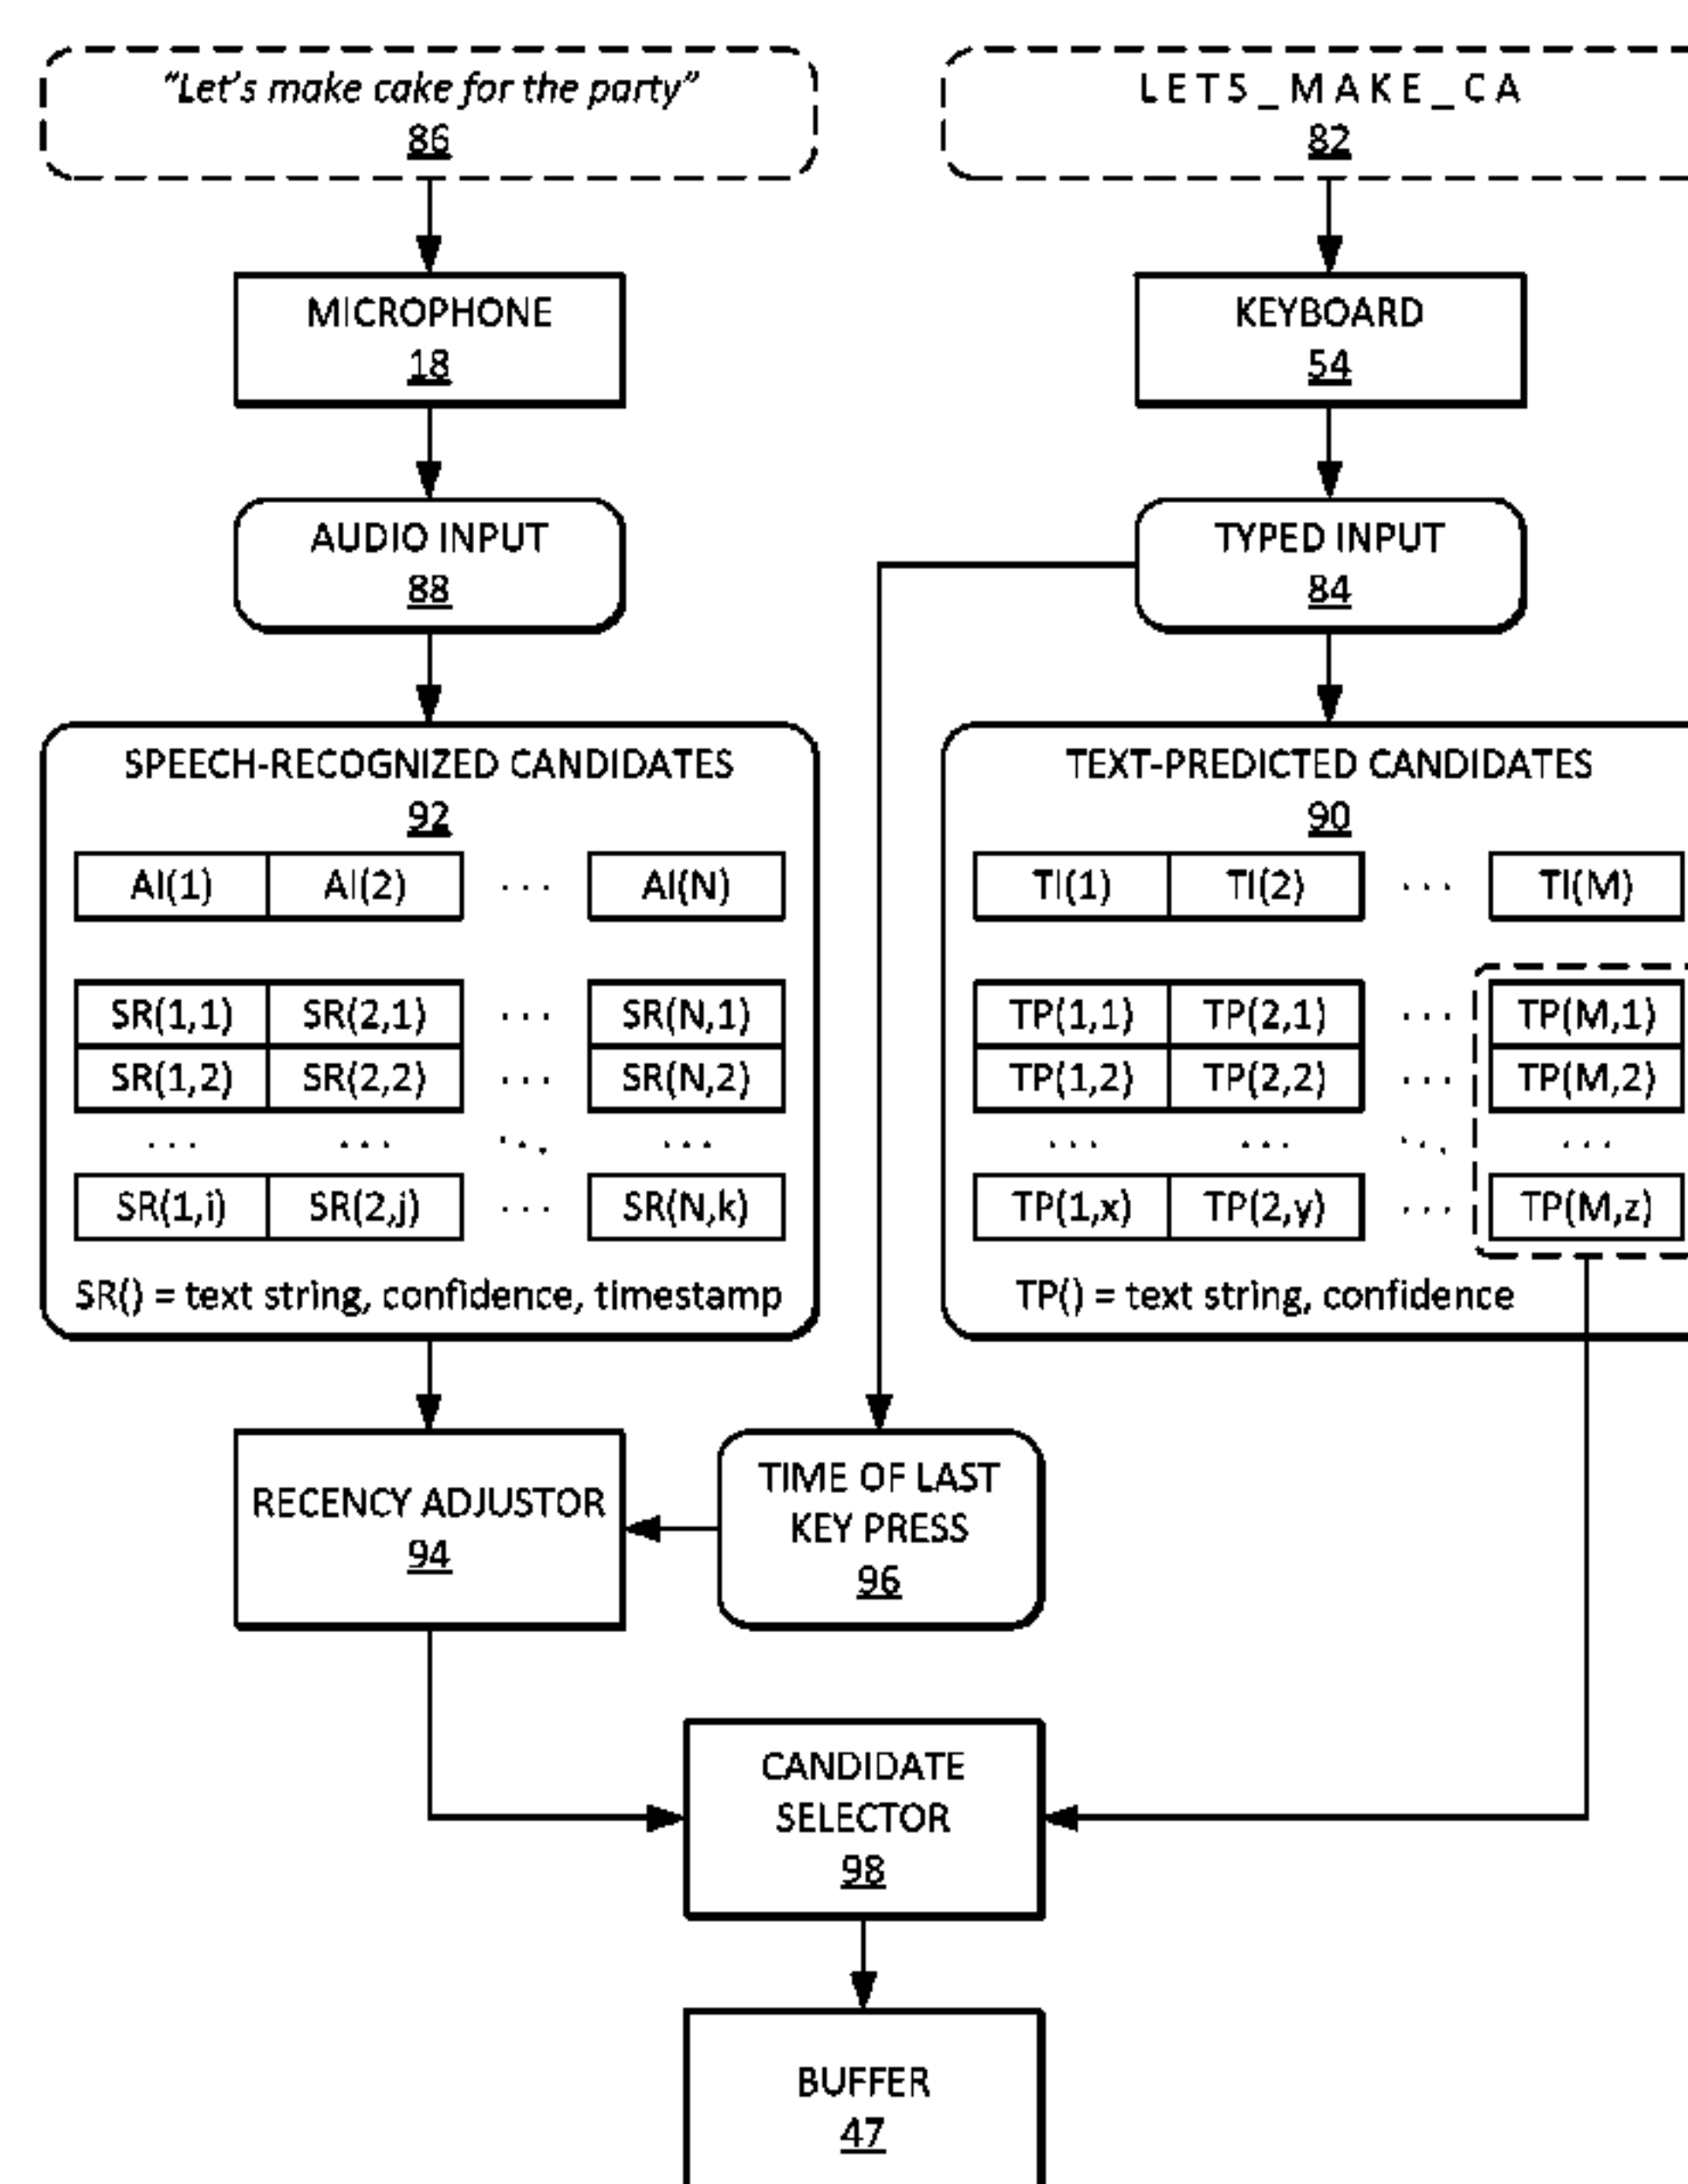 “Let’s make cake for the party”
86
LETS_MAKE_CA
82
MICROPHONE
18
KEYBOARD
54
AUDIO INPUT
88
TYPED INPUT
84
SPEECH-RECOGNIZED CANDIDATES
92
AI(1) AI(2) ... AI(N)
SR(1,1) SR(2,1) ... SR(N,1)
SR(1,2) SR(2,2) ... SR(N,2)
... ... ... ...
SR(1,i) SR(2,j) ... SR(N,k)
SR() = text string, confidence, timestamp
TEXT-PREDICTED CANDIDATES
90
TI(1) TI(2) ... TI(M)
TP(1,1) TP(2,1) ... TP(M,1)
TP(1,2) TP(2,2) ... TP(M,2)
... ... ... ...
TP(1,x) TP(2,y) ... TP(M,z)
TP() = text string, confidence
RECENCY ADJUSTOR
94
TIME OF LAST
KEY PRESS
96
CANDIDATE
SELECTOR
98
BUFFER
47